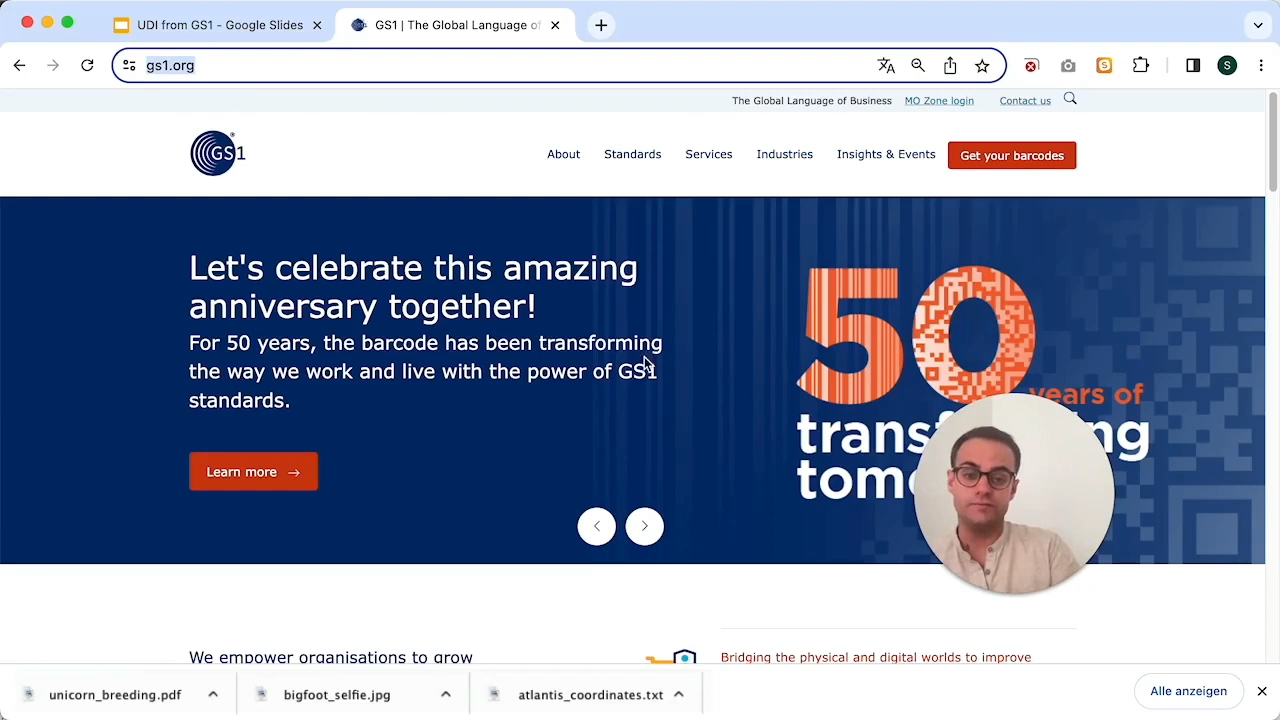 UDI from GS1 - Google Slides
GS1 | The Global Language of
gs1.org
S
S
The Global Language of Business
MO Zone login
Contact us
GS1
About
Standards
Services
Industries
Insights & Events
Get your barcodes
Let's celebrate this amazing
anniversary together!
For 50 years, the barcode has been transforming
the way we work and live with the power of GS1
standards.
Learn more
50
years of
We empower organisations to grow
Bridging the physical and digital worlds to improve
unicorn_breeding.pdf
bigfoot_selfie.jpg
atlantis_coordinates.txt
Alle anzeigen